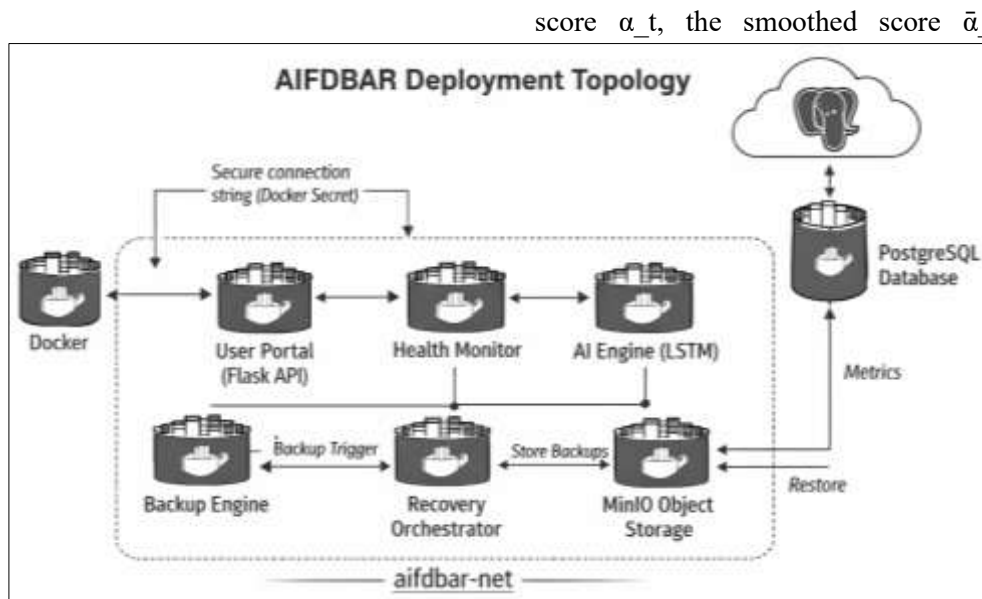 score α_t, the smoothed score ᾱ_
AIFDBAR Deployment Topology
Secure connection
string (Docker Secret)
PostgreSQL
Database
Docker
User Portal
(Flask API)
Health Monitor
AI Engine (LSTM)
Metrics
Backup Trigger
Store Backups
Restore
Backup Engine
Recovery
Orchestrator
MinIO Object
Storage
aifdbar-net